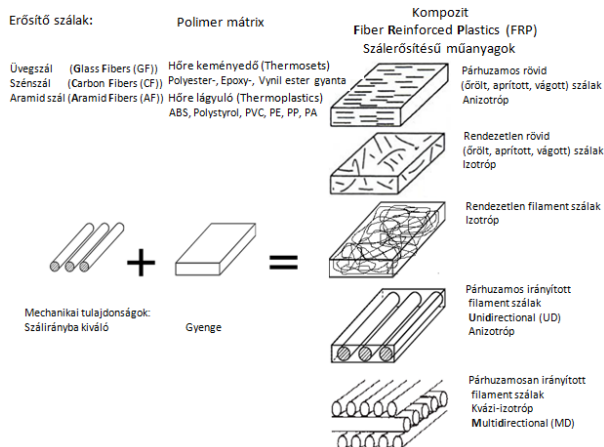 Erősítő szálak:
Üvegszál (Glass Fibers (GF))
Szénszál (Carbon Fibers (CF))
Aramid szál (Aramid Fibers (AF))
Polimer mátrix
Hőre keményedő (Thermosets)
Polyester-, Epoxy-, Vynil ester gyanta
Hőre lágyuló (Thermoplastics)
ABS, Polystyrol, PVC, PE, PP, PA
Kompozit
Fiber Reinforced Plastics (FRP)
Szálerősítésű műanyagok
Párhuzamos rövid
(őrölt, aprított, vágott) szálak
Anizotróp
Rendezetlen rövid
(őrölt, aprított, vágott) szálak
Izotróp
Rendezetlen filament szálak
Izotróp
+
=
Mechanikai tulajdonságok:
Szálirányba kiváló
Gyenge
Párhuzamos irányított
filament szálak
Unidirectional (UD)
Anizotróp
Párhuzamosan irányított
filament szálak
Kvázi-izotróp
Multidirectional (MD)